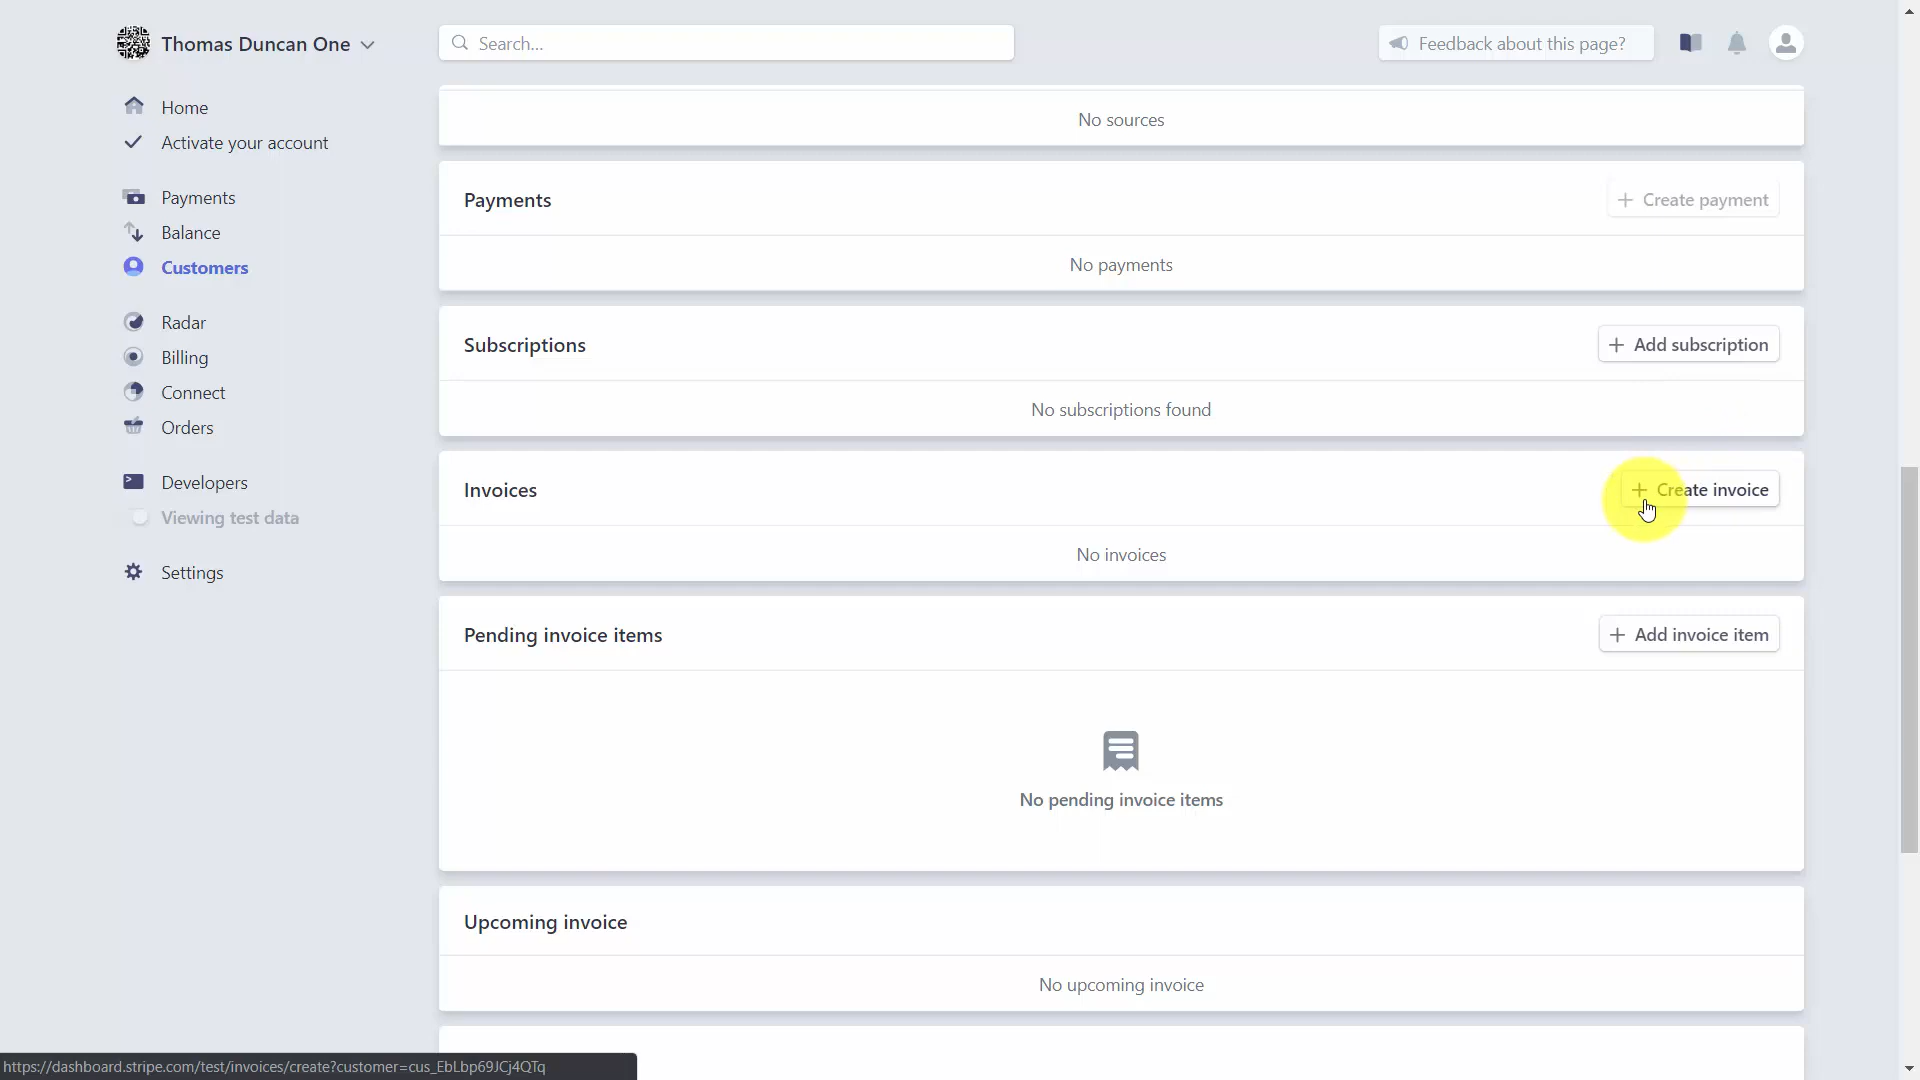 Thomas Duncan One
Search...
Feedback about this page?
Home
Activate your account
Payments
Balance
Customers
Radar
Billing
Connect
Orders
Developers
Viewing test data
Settings
No sources
Payments
Create payment
No payments
Subscriptions
Add subscription
No subscriptions found
Invoices
Create invoice
No invoices
Pending invoice items
Add invoice item
No pending invoice items
Upcoming invoice
No upcoming invoice
https://dashboard.stripe.com/test/invoices/create?customer=cus_EbLbp69JCj4QTq